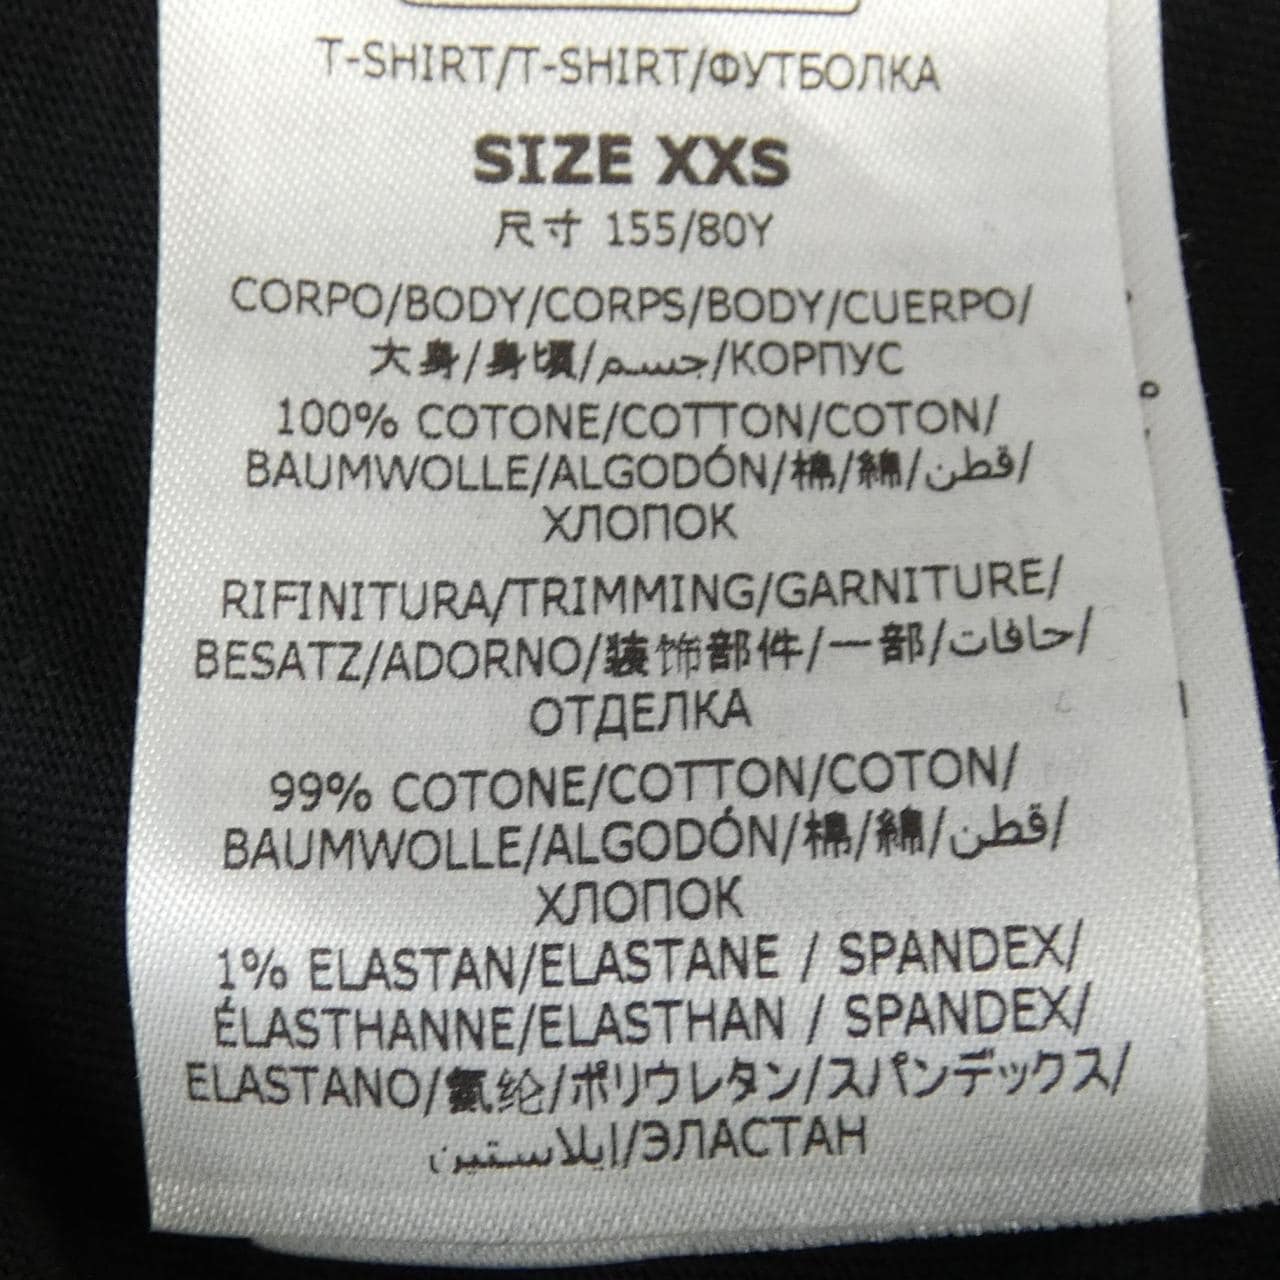 T-SHIRT/T-SHIRT/ФУТБОЛКА
SIZE XXS
尺寸 155/80Y
CORPO/BODY/CORPS/BODY/CUERPO/
大身/身頃/جسم/КОРПУС
100% COTONE/COTTON/COTON/
BAUMWOLLE/ALGODÓN/棉/綿/قطن/
ХЛОПОК
RIFINITURA/TRIMMING/GARNITURE/
BESATZ/ADORNO/装饰部件/一部/حافات/
ОТДЕЛКА
99% COTONE/COTTON/COTON/
BAUMWOLLE/ALGODÓN/棉/綿/قطن/
ХЛОПОК
1% ELASTAN/ELASTANE / SPANDEX/
ÉLASTHANNE/ELASTHAN / SPANDEX/
ELASTANO/氨纶/ポリウレタン/スパンデックス/
ايلاستين/ЭЛАСТАН